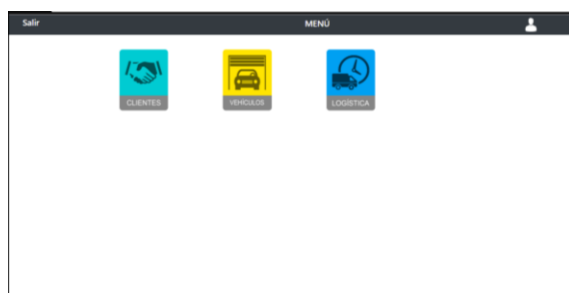 Salir
MENÚ
CLIENTES
VEHÍCULOS
LOGÍSTICA